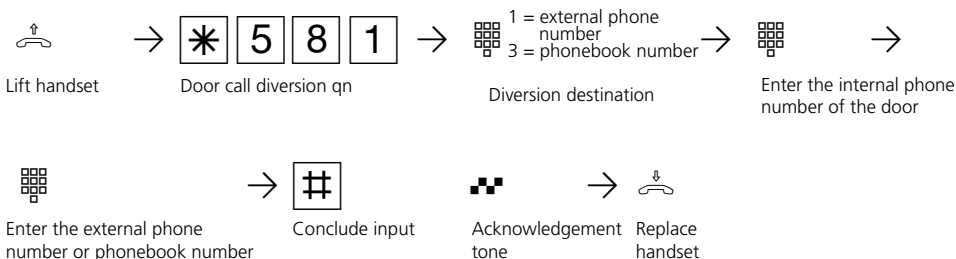 1 = external phone
number
3 = phonebook number
* 5 8 1
Lift handset
Door call diversion qn
Diversion destination
Enter the internal phone
number of the door
#
Enter the external phone
number or phonebook number
Conclude input
Acknowledgement
tone
Replace
handset